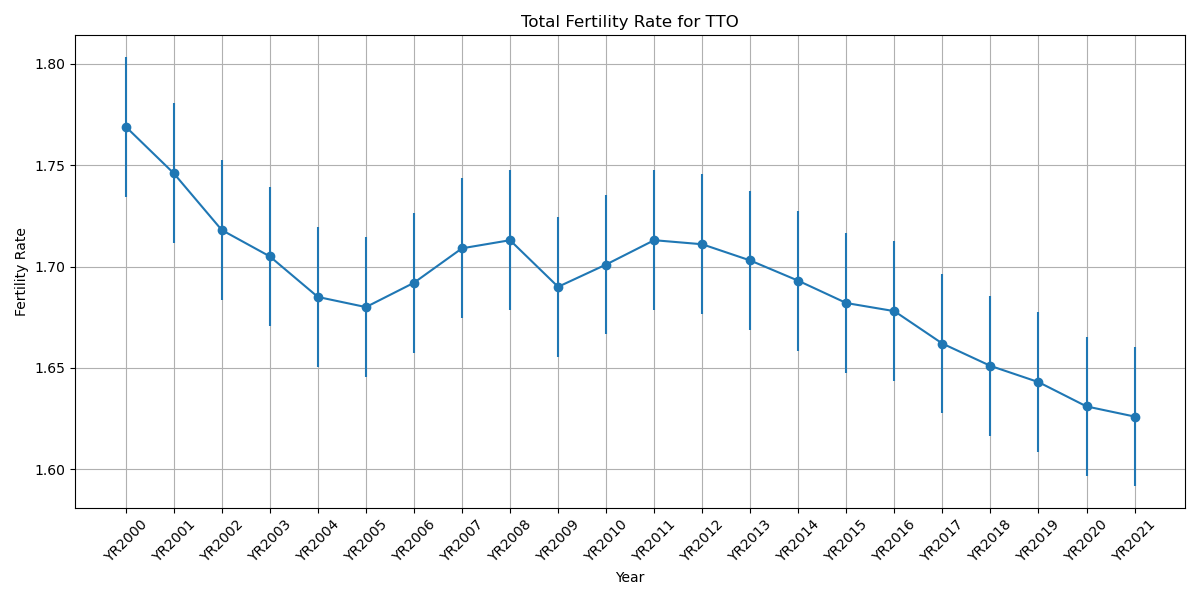 Total Fertility Rate for TTO
Fertility Rate
1.80
1.75
1.70
1.65
1.60
YR2000
YR2001
YR2002
YR2003
YR2004
YR2005
YR2006
YR2007
YR2008
YR2009
YR2010
YR2011
YR2012
YR2013
YR2014
YR2015
YR2016
YR2017
YR2018
YR2019
YR2020
YR2021
Year